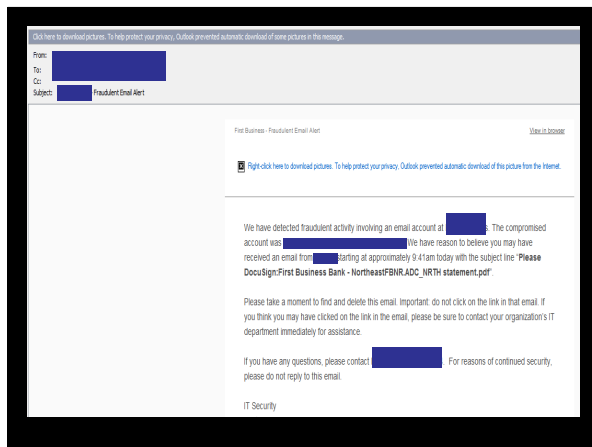 Click here to download pictures. To help protect your privacy, Outlook prevented automatic download of some pictures in this message.
From:
To:
Cc:
Subject: - Fraudulent Email Alert
First Business - Fraudulent Email Alert
View in browser
Right-click here to download pictures. To help protect your privacy, Outlook prevented automatic download of this picture from the Internet.
We have detected fraudulent activity involving an email account at s. The compromised
account was We have reason to believe you may have
received an email from starting at approximately 9:41am today with the subject line "Please
DocuSign:First Business Bank - NortheastFBNR.ADC_NRTH statement.pdf".
Please take a moment to find and delete this email. Important: do not click on the link in that email. If
you think you may have clicked on the link in the email, please be sure to contact your organization's IT
department immediately for assistance.
If you have any questions, please contact . For reasons of continued security,
please do not reply to this email.
IT Security